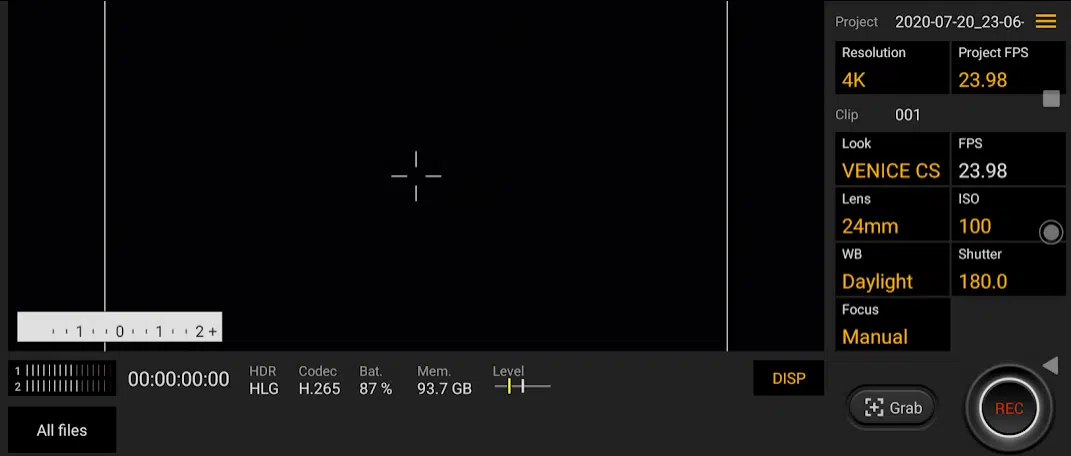 Project 2020-07-20_23-06-
Resolution Project FPS
4K 23.98
Clip 001
Look FPS
VENICE CS 23.98
Lens ISO
24mm 100
WB Shutter
Daylight 180.0
Focus
Manual
1 0 1 2 +
1
2
00:00:00:00
HDR Codec Bat. Mem. Level
HLG H.265 87 % 93.7 GB
DISP
Grab
REC
All files